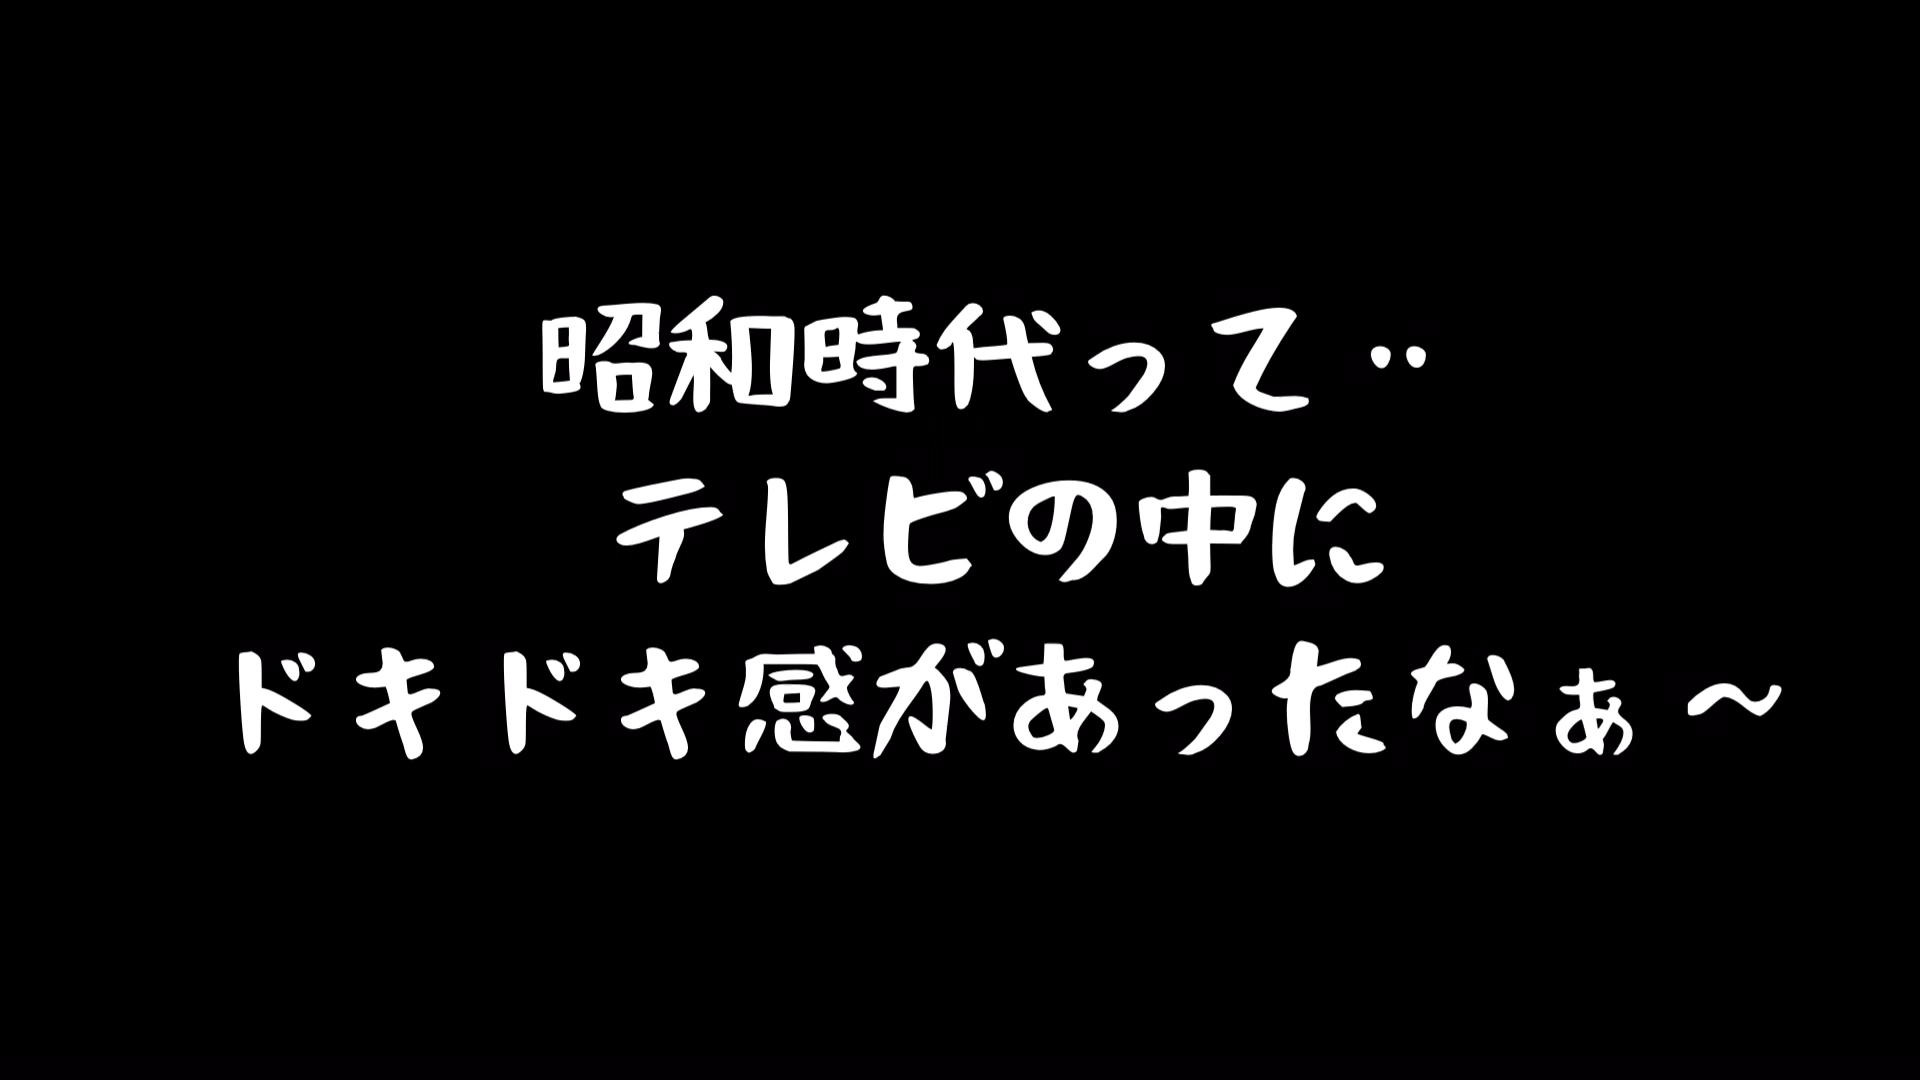 昭和時代って‥
テレビの中に
ドキドキ感があったなぁ～